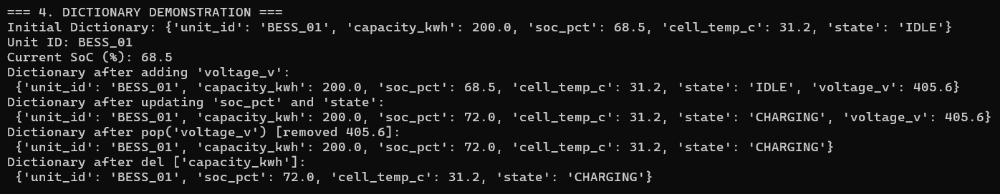 === 4. DICTIONARY DEMONSTRATION ===
Initial Dictionary: {'unit_id': 'BESS_01', 'capacity_kwh': 200.0, 'soc_pct': 68.5, 'cell_temp_c': 31.2, 'state': 'IDLE'}
Unit ID: BESS_01
Current SoC (%): 68.5
Dictionary after adding 'voltage_v':
 {'unit_id': 'BESS_01', 'capacity_kwh': 200.0, 'soc_pct': 68.5, 'cell_temp_c': 31.2, 'state': 'IDLE', 'voltage_v': 405.6}
Dictionary after updating 'soc_pct' and 'state':
 {'unit_id': 'BESS_01', 'capacity_kwh': 200.0, 'soc_pct': 72.0, 'cell_temp_c': 31.2, 'state': 'CHARGING', 'voltage_v': 405.6}
Dictionary after pop('voltage_v') [removed 405.6]:
 {'unit_id': 'BESS_01', 'capacity_kwh': 200.0, 'soc_pct': 72.0, 'cell_temp_c': 31.2, 'state': 'CHARGING'}
Dictionary after del ['capacity_kwh']:
 {'unit_id': 'BESS_01', 'soc_pct': 72.0, 'cell_temp_c': 31.2, 'state': 'CHARGING'}